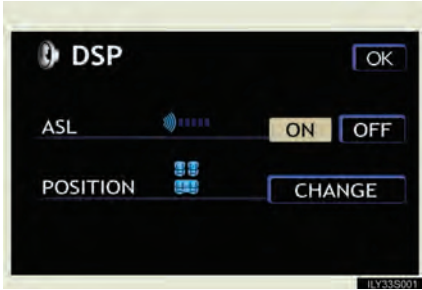 DSP
OK
ASL
ON OFF
POSITION
CHANGE
ILY33S001